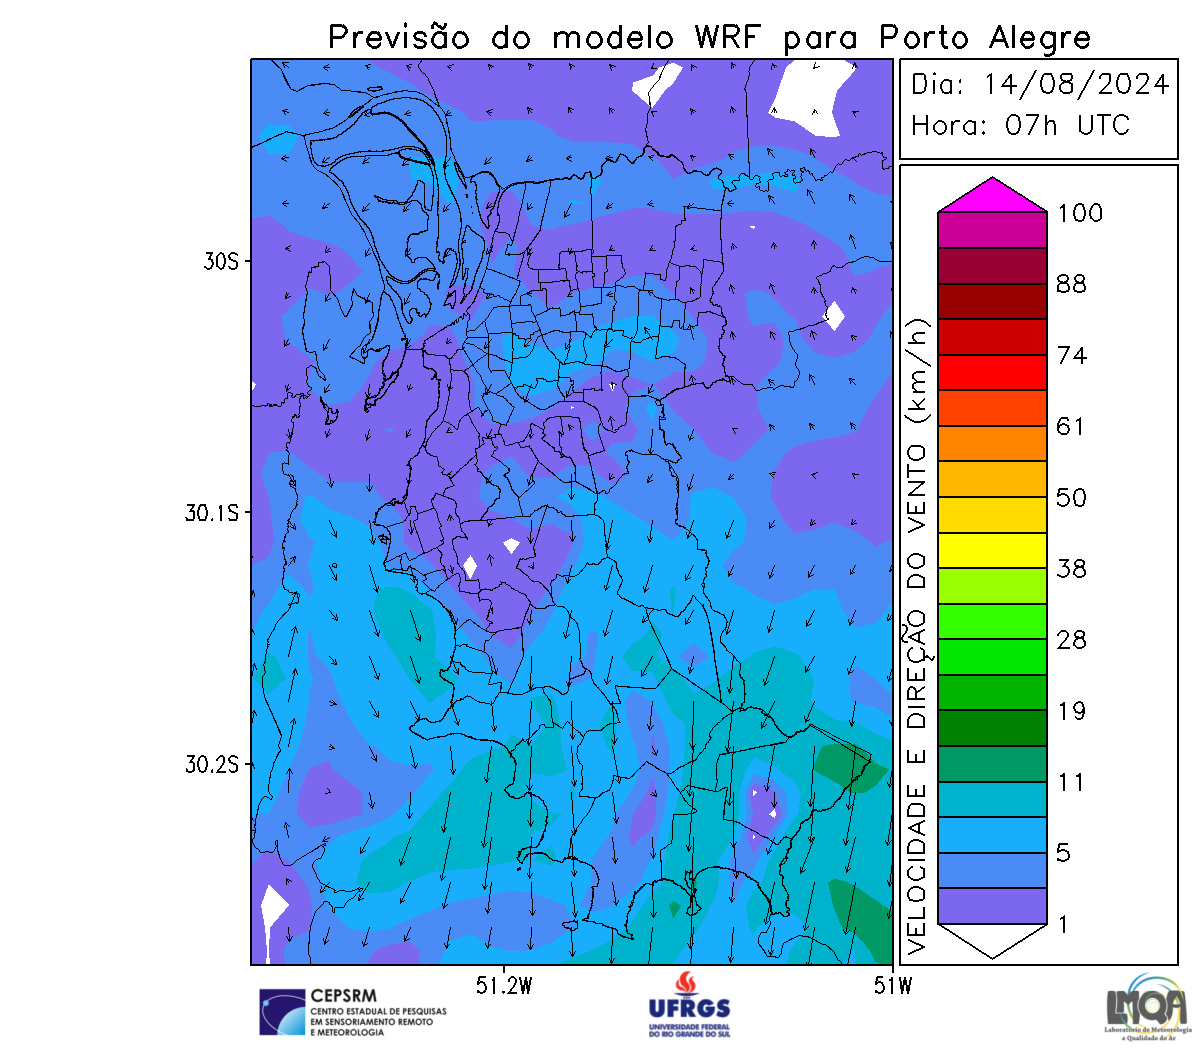 Previsão do modelo WRF para Porto Alegre
Dia: 14/08/2024
Hora: 07h UTC
30S
30.1S
30.2S
51.2W
51W
VELOCIDADE E DIREÇÃO DO VENTO (km/h)
100
88
74
61
50
38
28
19
11
5
1
CEPSRM
CENTRO ESTADUAL DE PESQUISAS
EM SENSORIAMENTO REMOTO
E METEOROLOGIA
UFRGS
UNIVERSIDADE FEDERAL
DO RIO GRANDE DO SUL
LMQA
Laboratório de Meteorologia
e Qualidade do Ar